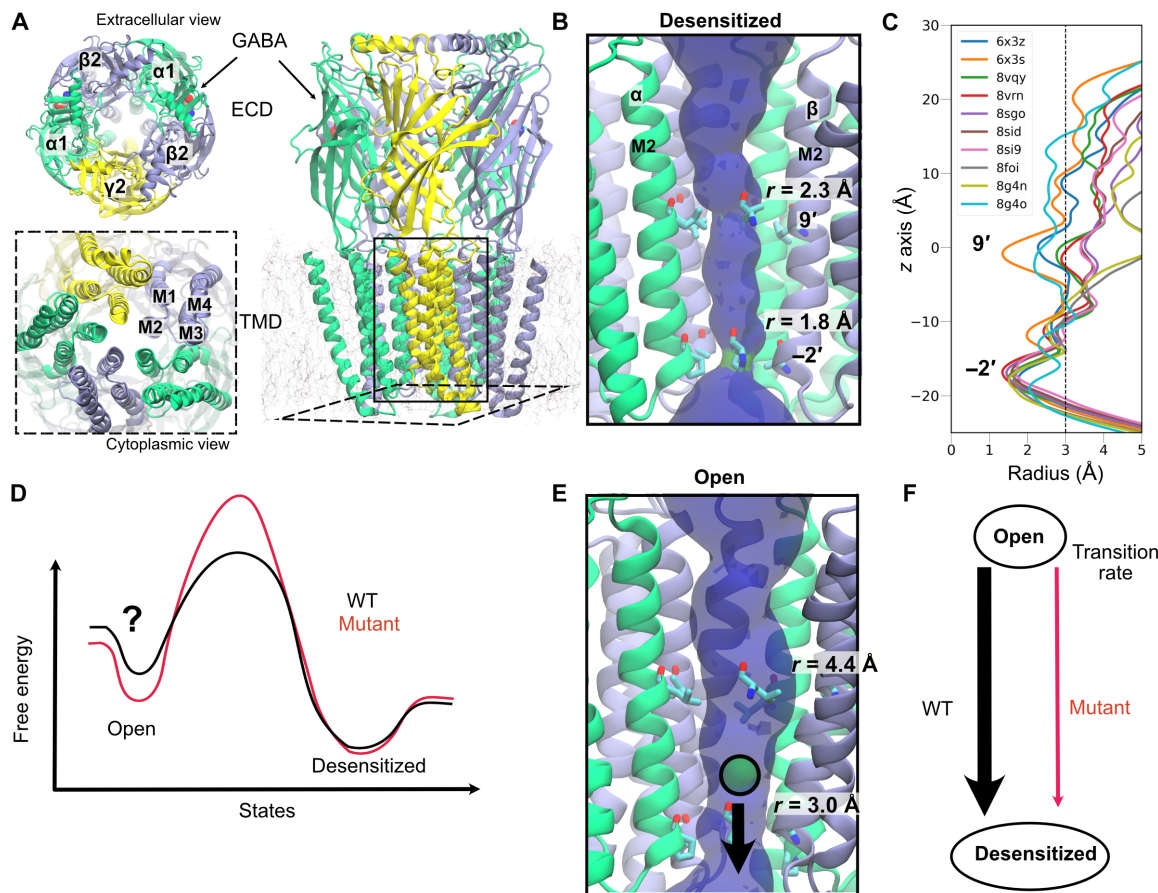 A
Extracellular view
β2
α1
α1
β2
γ2
GABA
ECD
M1
M4
M2
M3
TMD
Cytoplasmic view
B
Desensitized
α
M2
β
M2
r = 2.3 Å
9′
r = 1.8 Å
−2′
C
30
20
10
0
−10
−20
z axis (Å)
6x3z
6x3s
8vqy
8vrn
8sgo
8sid
8si9
8foi
8g4n
8g4o
9′
−2′
0 1 2 3 4 5
Radius (Å)
D
Free energy
?
WT
Mutant
Open
Desensitized
States
E
Open
r = 4.4 Å
r = 3.0 Å
F
Open
Transition
rate
WT
Mutant
Desensitized